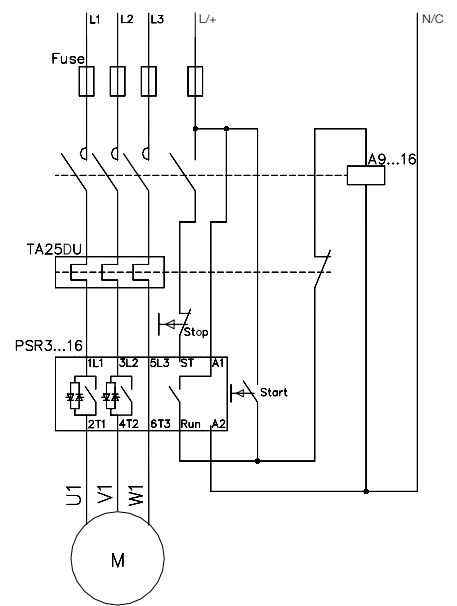 L1 L2 L3 L/+ N/C
Fuse
A9...16
TA25DU
Stop
PSR3...16
1L1 3L2 5L3 ST A1
Start
2T1 4T2 6T3 Run A2
U1 V1 W1
M